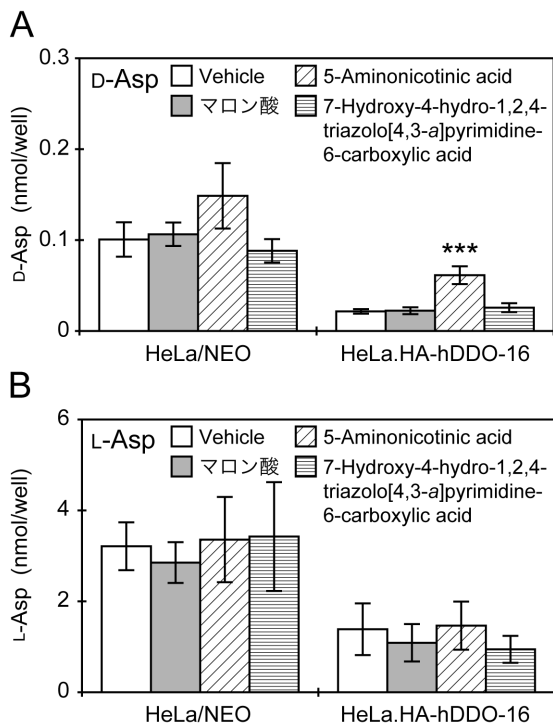 A
0.3
D-Asp
Vehicle
マロン酸
5-Aminonicotinic acid
7-Hydroxy-4-hydro-1,2,4-
triazolo[4,3-a]pyrimidine-
6-carboxylic acid
D-Asp (nmol/well)
0.2
0.1
0
***
HeLa/NEO
HeLa.HA-hDDO-16
B
6
L-Asp
Vehicle
マロン酸
5-Aminonicotinic acid
7-Hydroxy-4-hydro-1,2,4-
triazolo[4,3-a]pyrimidine-
6-carboxylic acid
L-Asp (nmol/well)
4
2
0
HeLa/NEO
HeLa.HA-hDDO-16